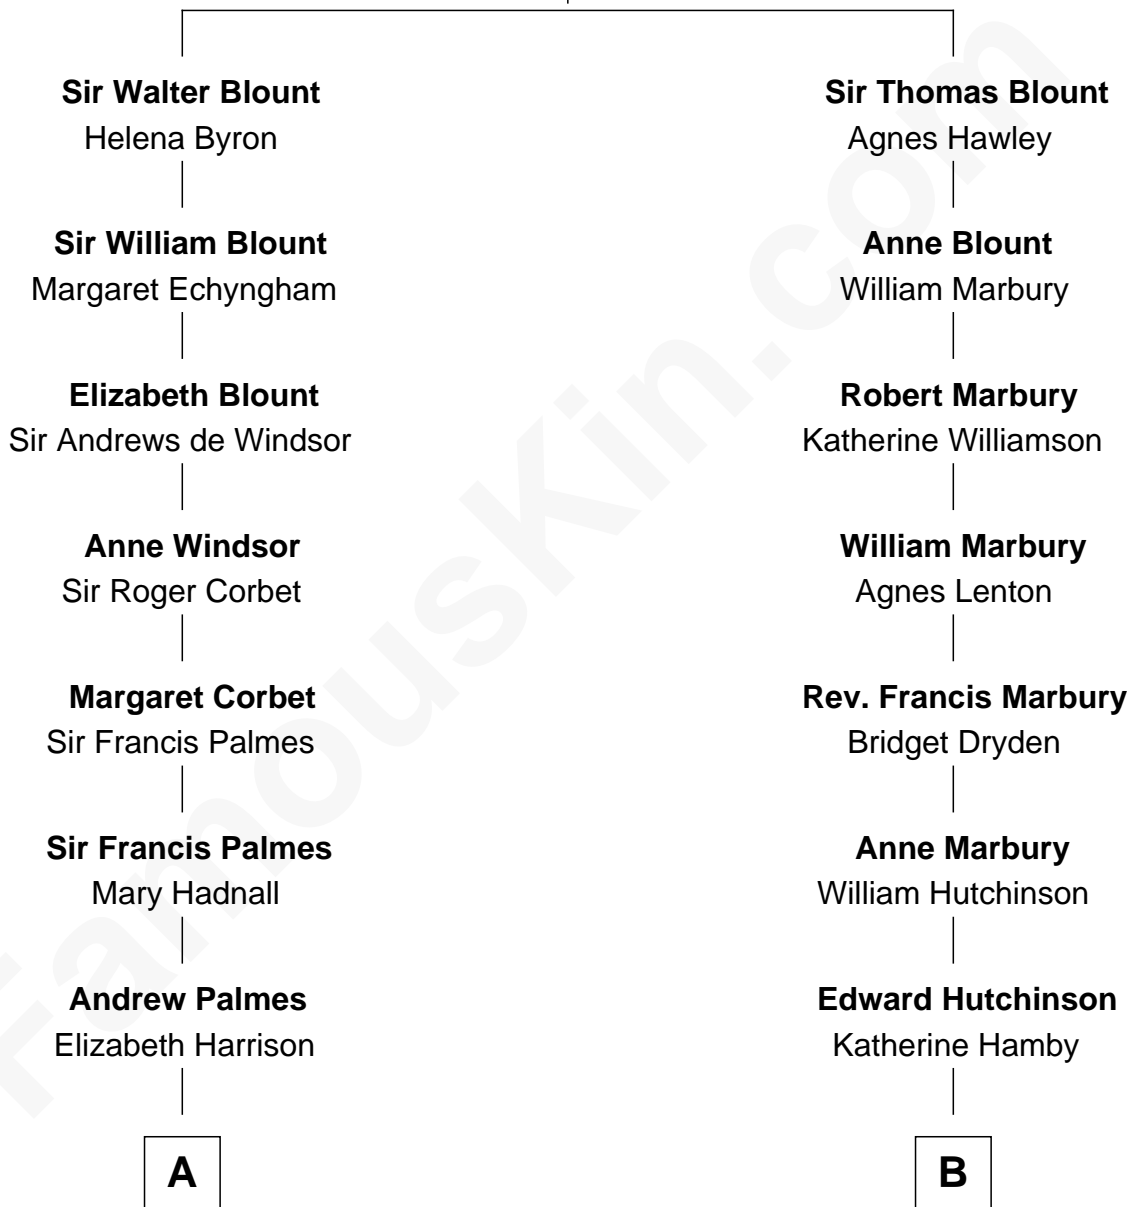 Sir Walter Blount
Helena Byron
Sir William Blount
Margaret Echyngham
Elizabeth Blount
Sir Andrews de Windsor
Anne Windsor
Sir Roger Corbet
Margaret Corbet
Sir Francis Palmes
Sir Francis Palmes
Mary Hadnall
Andrew Palmes
Elizabeth Harrison
A
Sir Thomas Blount
Agnes Hawley
Anne Blount
William Marbury
Robert Marbury
Katherine Williamson
William Marbury
Agnes Lenton
Rev. Francis Marbury
Bridget Dryden
Anne Marbury
William Hutchinson
Edward Hutchinson
Katherine Hamby
B
FamousKin.com